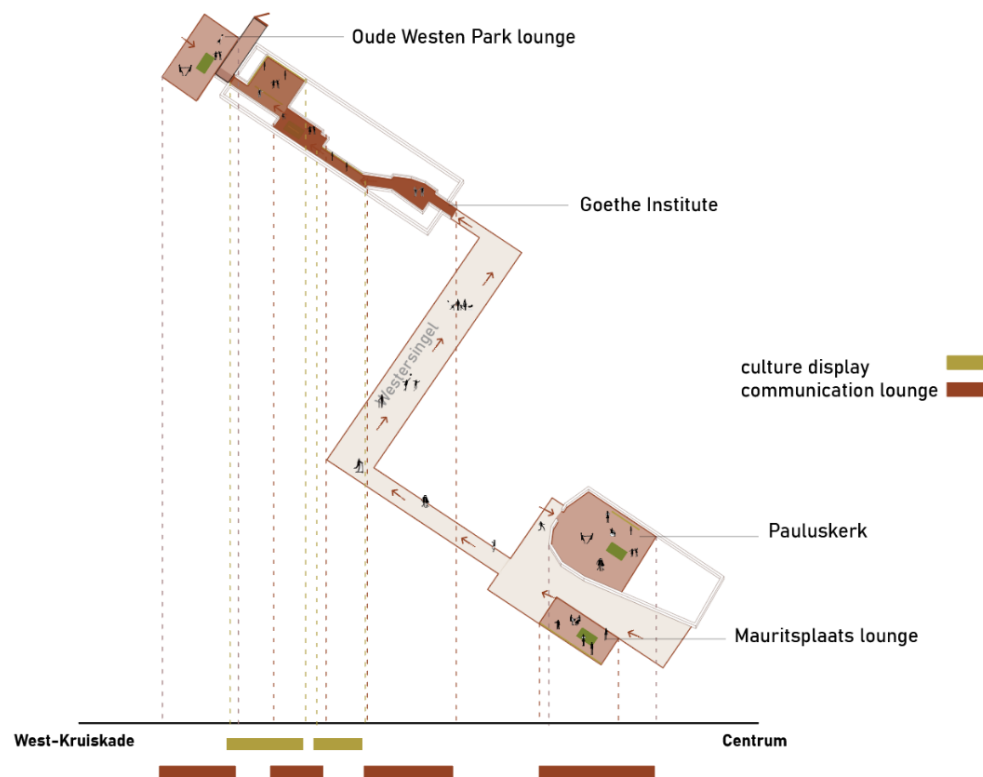 Oude Westen Park lounge
Goethe Institute
Westersingel
culture display
communication lounge
Pauluskerk
Mauritsplaats lounge
West-Kruiskade
Centrum